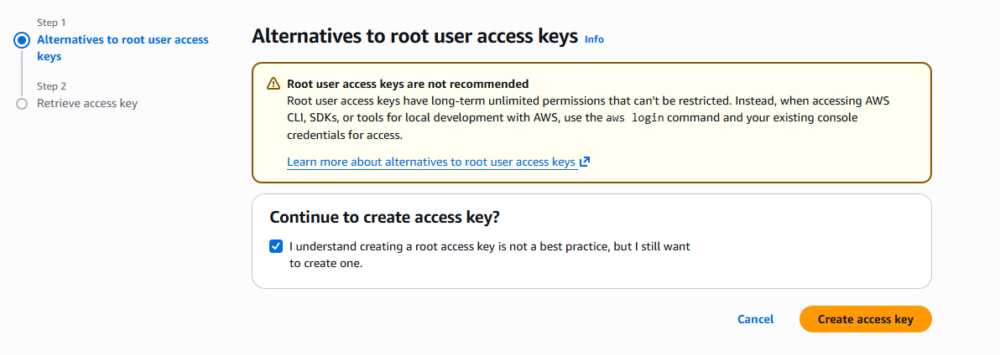 Step 1
Alternatives to root user access
keys
Step 2
Retrieve access key
Alternatives to root user access keys Info
Root user access keys are not recommended
Root user access keys have long-term unlimited permissions that can't be restricted. Instead, when accessing AWS
CLI, SDKs, or tools for local development with AWS, use the aws login command and your existing console
credentials for access.
Learn more about alternatives to root user access keys
Continue to create access key?
I understand creating a root access key is not a best practice, but I still want
to create one.
Cancel
Create access key